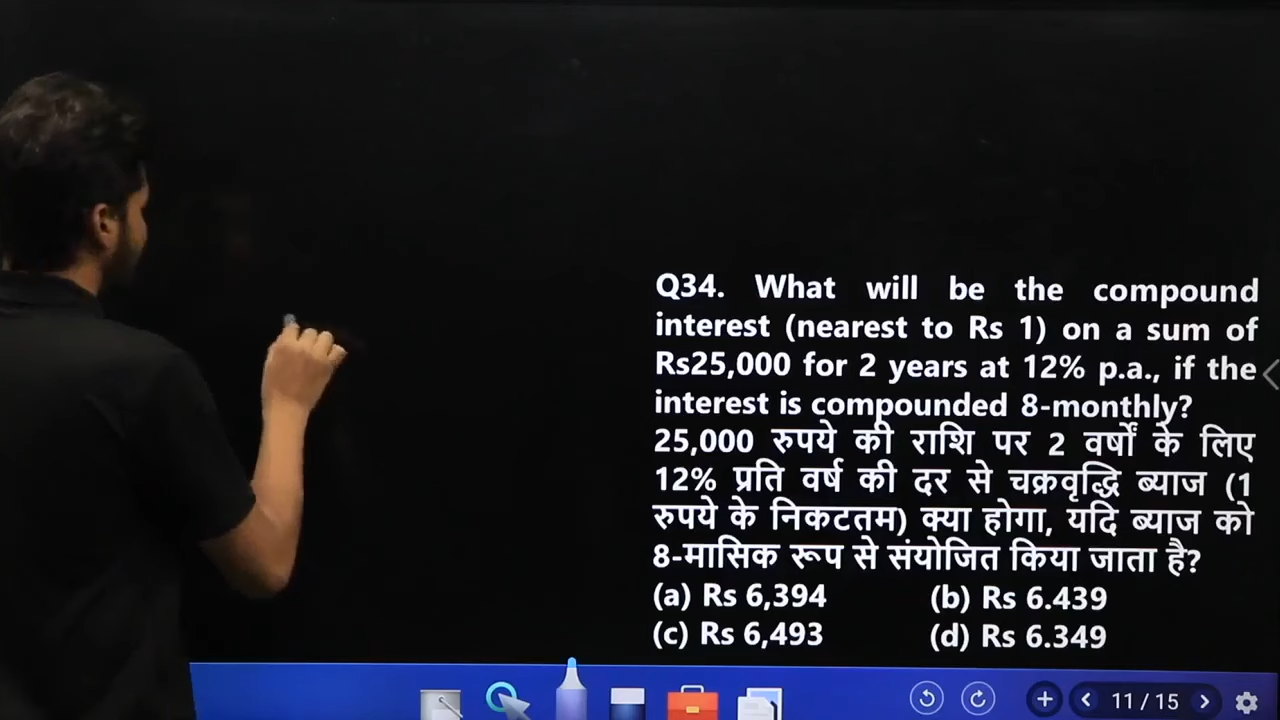 Q34. What will be the compound
interest (nearest to Rs 1) on a sum of
Rs25,000 for 2 years at 12% p.a., if the
interest is compounded 8-monthly?
25,000 रुपये की राशि पर 2 वर्षों के लिए
12% प्रति वर्ष की दर से चक्रवृद्धि ब्याज (1
रुपये के निकटतम) क्या होगा, यदि ब्याज को
8-मासिक रूप से संयोजित किया जाता है?
(a) Rs 6,394 (b) Rs 6.439
(c) Rs 6,493 (d) Rs 6.349
11 / 15